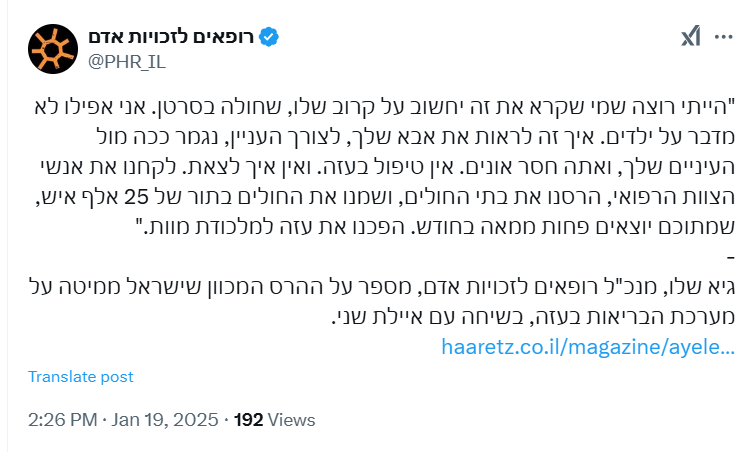 רופאים לזכויות אדם
@PHR_IL
"הייתי רוצה שמי שקרא את זה יחשוב על קרוב שלו, שחולה בסרטן. אני אפילו לא
מדבר על ילדים. איך זה לראות את אבא שלך, לצורך העניין, נגמר ככה מול
העיניים שלך, ואתה חסר אונים. אין טיפול בעזה. ואין איך לצאת. לקחנו את אנשי
הצוות הרפואי, הרסנו את בתי החולים, ושמנו את החולים בתור של 25 אלף איש,
שמתוכם יוצאים פחות ממאה בחודש. הפכנו את עזה למלכודת מוות."
-
גיא שלו, מנכ"ל רופאים לזכויות אדם, מספר על ההרס המכוון שישראל ממיטה על
מערכת הבריאות בעזה, בשיחה עם איילת שני.
haaretz.co.il/magazine/ayele...
Translate post
2:26 PM · Jan 19, 2025 · 192 Views